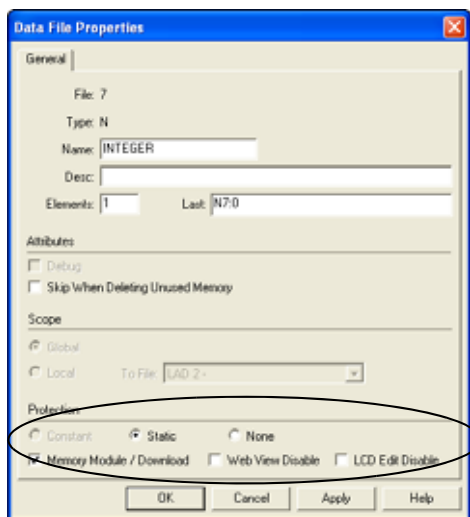 Data File Properties
General
File: 7
Type: N
Name: INTEGER
Desc:
Elements: 1 Last: N7:0
Attributes
Debug
Skip When Deleting Unused Memory
Scope
Global
Local To File: LAD 2 -
Protection
Constant Static None
Memory Module / Download Web View Disable LCD Edit Disable
OK Cancel Apply Help